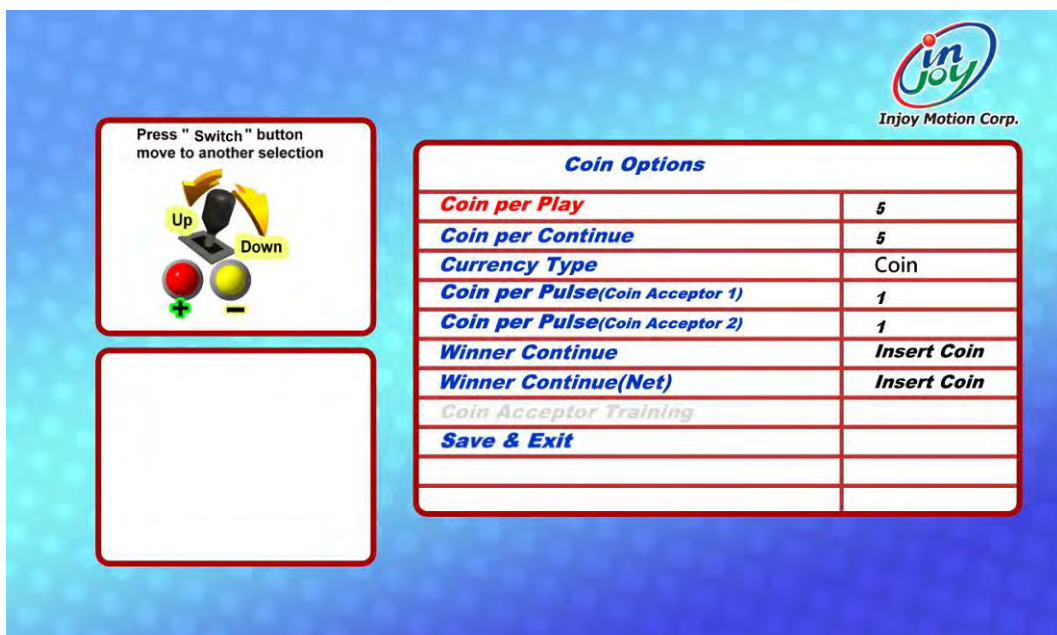 in
joy
Injoy Motion Corp.
Press " Switch " button
move to another selection
Up
Down
+ −
Coin Options
Coin per Play 5
Coin per Continue 5
Currency Type Coin
Coin per Pulse(Coin Acceptor 1) 1
Coin per Pulse(Coin Acceptor 2) 1
Winner Continue Insert Coin
Winner Continue(Net) Insert Coin
Coin Acceptor Training
Save & Exit